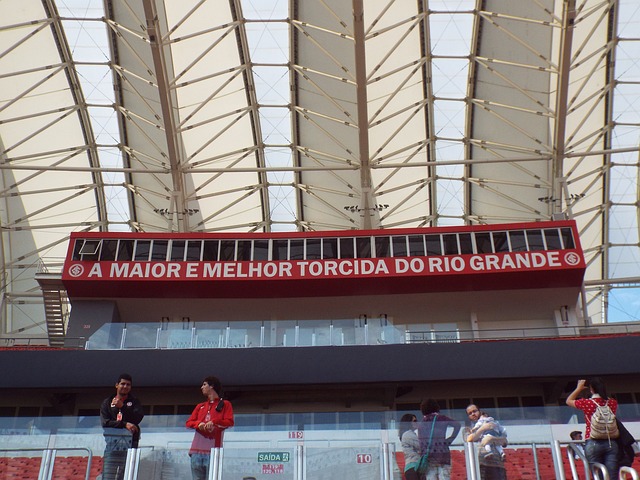 A MAIOR E MELHOR TORCIDA DO RIO GRANDE
119
SAÍDA
10